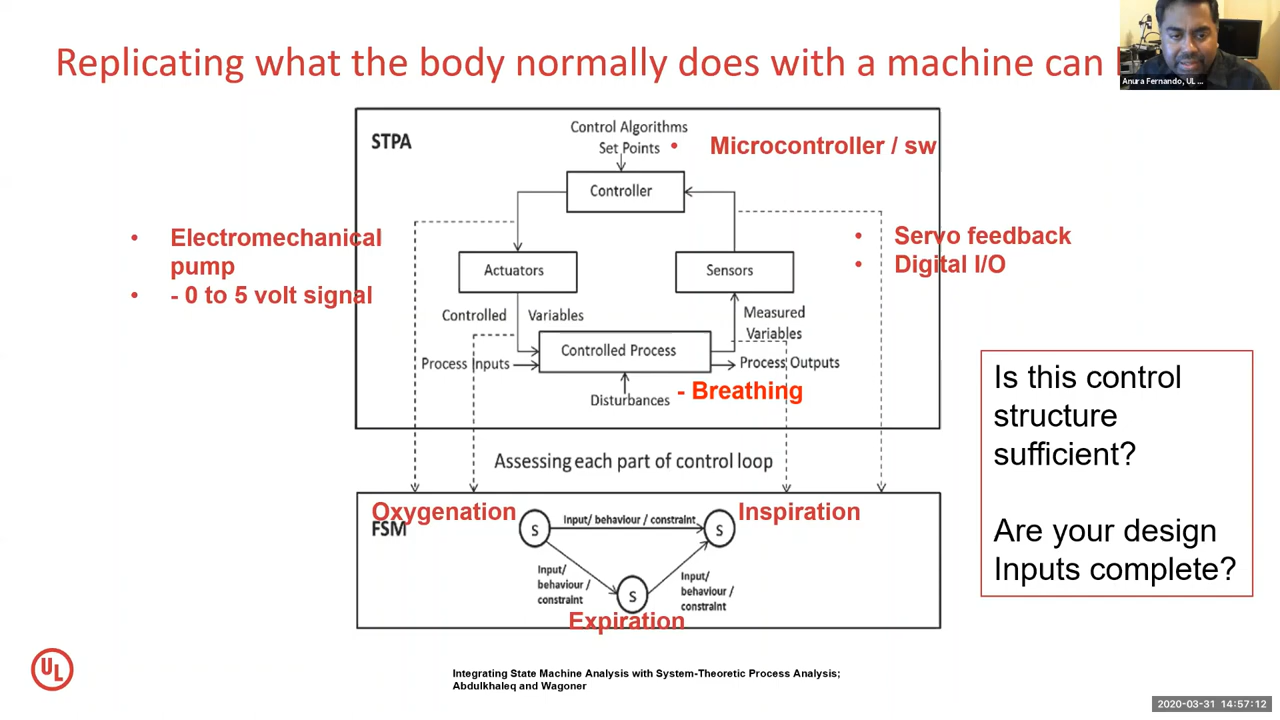 Replicating what the body normally does with a machine can
Anura Fernando, UL ...
STPA
Control Algorithms
Set Points
• Microcontroller / sw
Controller
• Electromechanical
pump
• - 0 to 5 volt signal
• Servo feedback
• Digital I/O
Actuators
Sensors
Controlled Variables
Measured
Variables
Controlled Process
Process Inputs
Process Outputs
Disturbances
- Breathing
Is this control
structure
sufficient?
Are your design
Inputs complete?
Assessing each part of control loop
Oxygenation
FSM
S
Input/ behaviour / constraint
S
Inspiration
Input/
behaviour /
constraint
S
Input/
behaviour /
constraint
Expiration
UL
Integrating State Machine Analysis with System-Theoretic Process Analysis;
Abdulkhaleq and Wagoner
2020-03-31 14:57:12